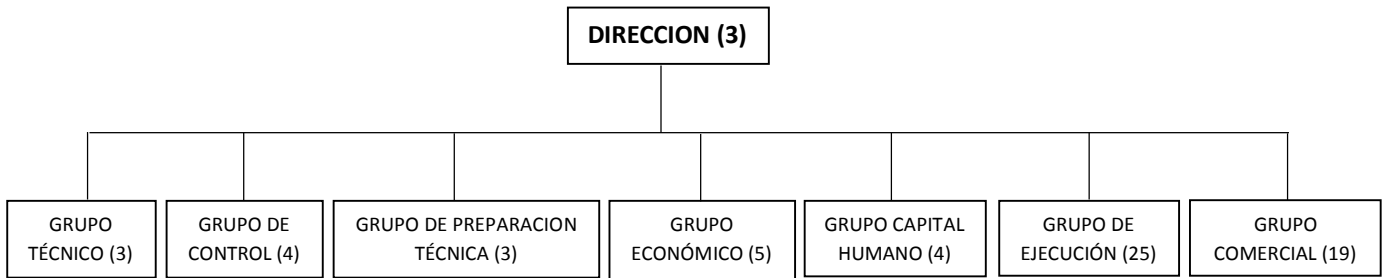 DIRECCION (3)
GRUPO
TÉCNICO (3)
GRUPO DE
CONTROL (4)
GRUPO DE PREPARACION
TÉCNICA (3)
GRUPO
ECONÓMICO (5)
GRUPO CAPITAL
HUMANO (4)
GRUPO DE
EJECUCIÓN (25)
GRUPO
COMERCIAL (19)